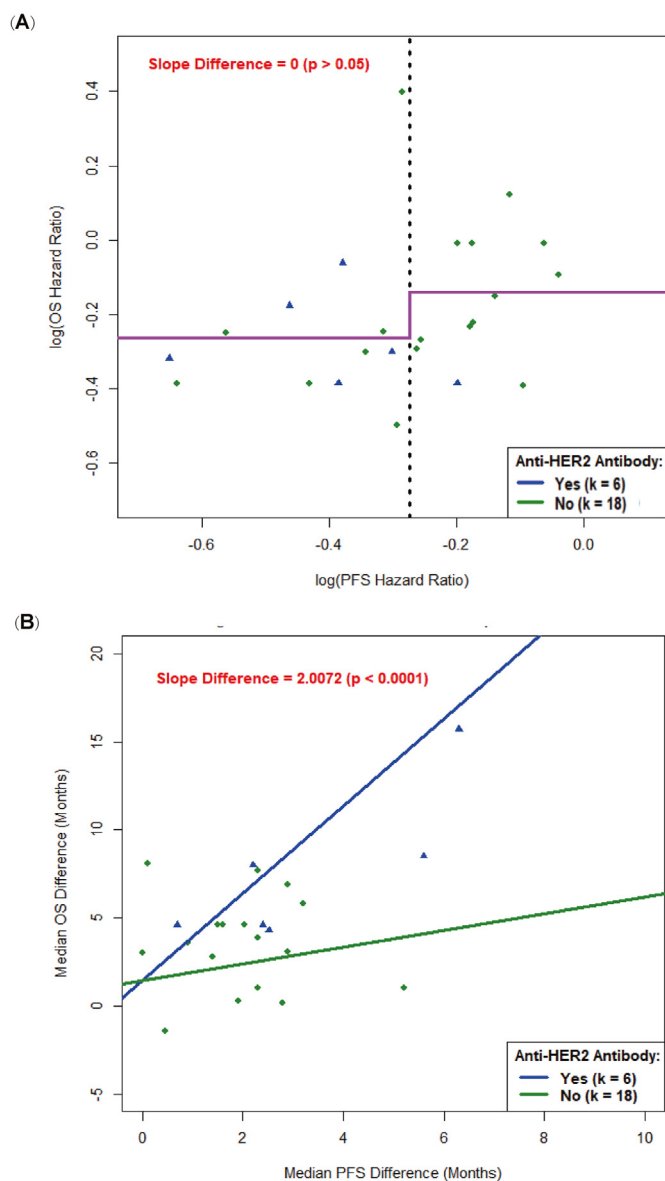 (A)
Slope Difference = 0 (p > 0.05)
log(OS Hazard Ratio)
0.4
0.2
0.0
-0.2
-0.4
-0.6
-0.6
-0.4
-0.2
0.0
log(PFS Hazard Ratio)
Anti-HER2 Antibody:
Yes (k = 6)
No (k = 18)
(B)
Slope Difference = 2.0072 (p < 0.0001)
Median OS Difference (Months)
20
15
10
5
0
-5
0
2
4
6
8
10
Median PFS Difference (Months)
Anti-HER2 Antibody:
Yes (k = 6)
No (k = 18)